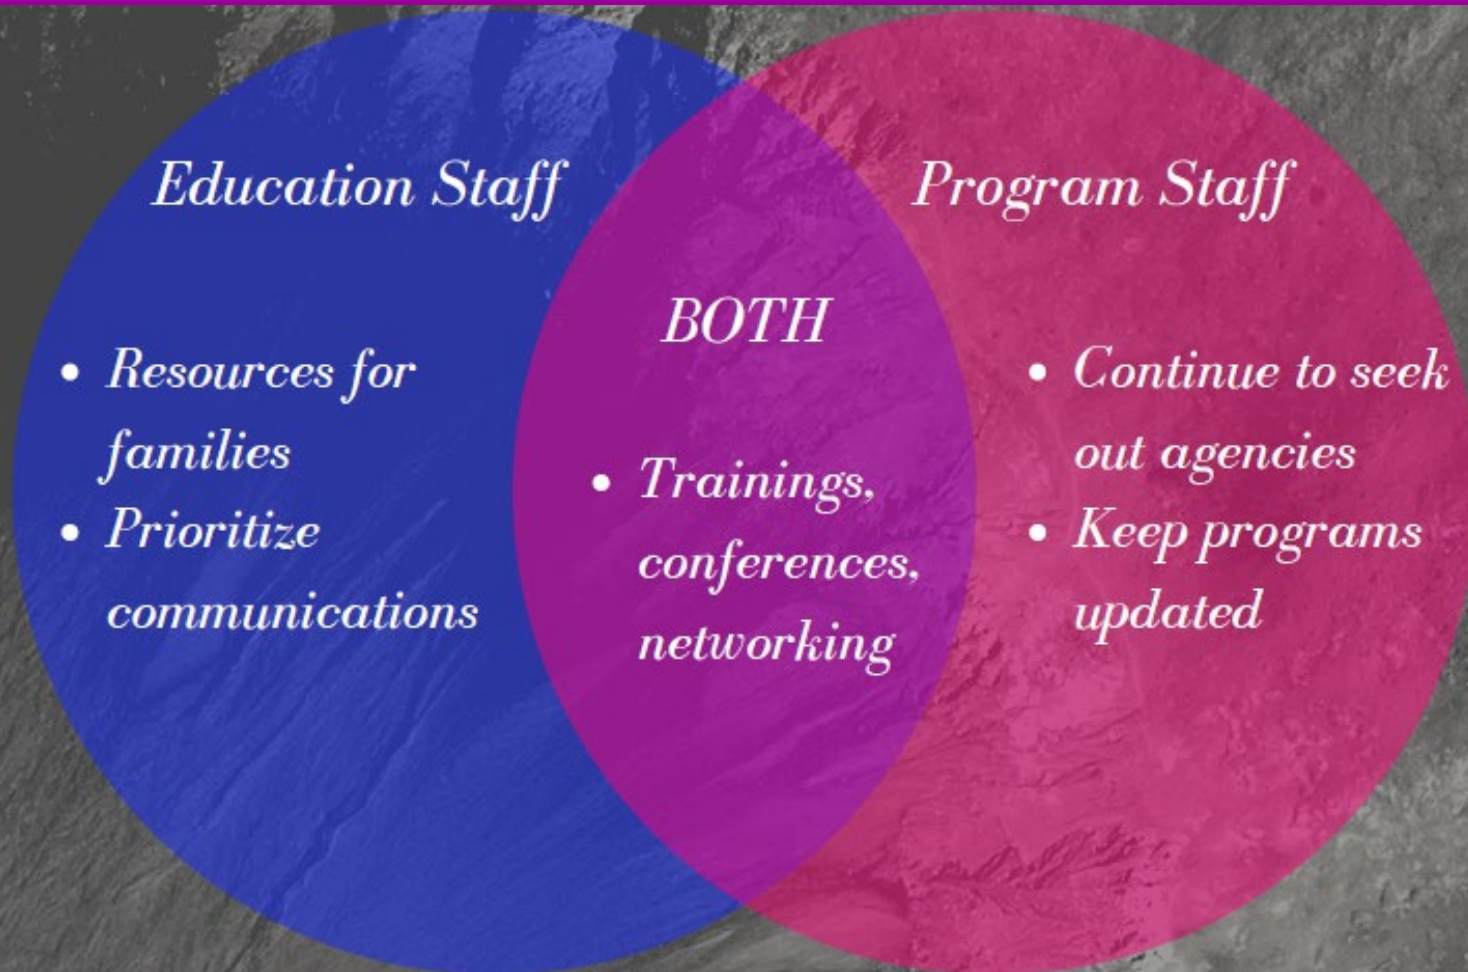 Education Staff
• Resources for
families
• Prioritize
communications
BOTH
• Trainings,
conferences,
networking
Program Staff
• Continue to seek
out agencies
• Keep programs
updated